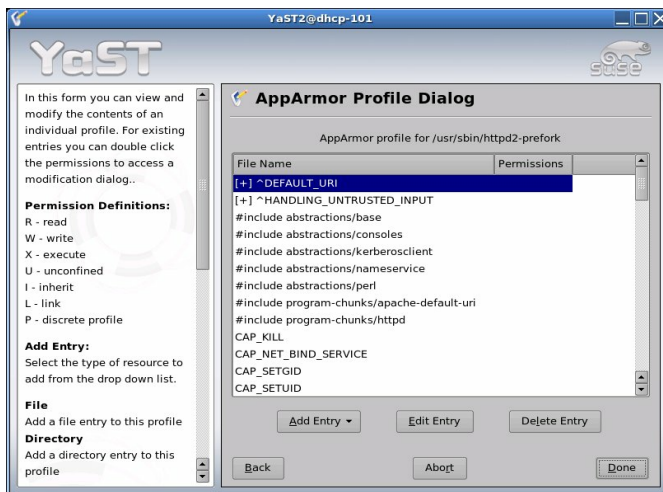 YaST2@dhcp-101
YaST
SUSE
In this form you can view and
modify the contents of an
individual profile. For existing
entries you can double click
the permissions to access a
modification dialog..
Permission Definitions:
R - read
W - write
X - execute
U - unconfined
I - inherit
L - link
P - discrete profile
Add Entry:
Select the type of resource to
add from the drop down list.
File
Add a file entry to this profile
Directory
Add a directory entry to this
profile
AppArmor Profile Dialog
AppArmor profile for /usr/sbin/httpd2-prefork
File Name Permissions
[+] ^DEFAULT_URI
[+] ^HANDLING_UNTRUSTED_INPUT
#include abstractions/base
#include abstractions/consoles
#include abstractions/kerberosclient
#include abstractions/nameservice
#include abstractions/perl
#include program-chunks/apache-default-uri
#include program-chunks/httpd
CAP_KILL
CAP_NET_BIND_SERVICE
CAP_SETGID
CAP_SETUID
Add Entry Edit Entry Delete Entry
Back Abort Done